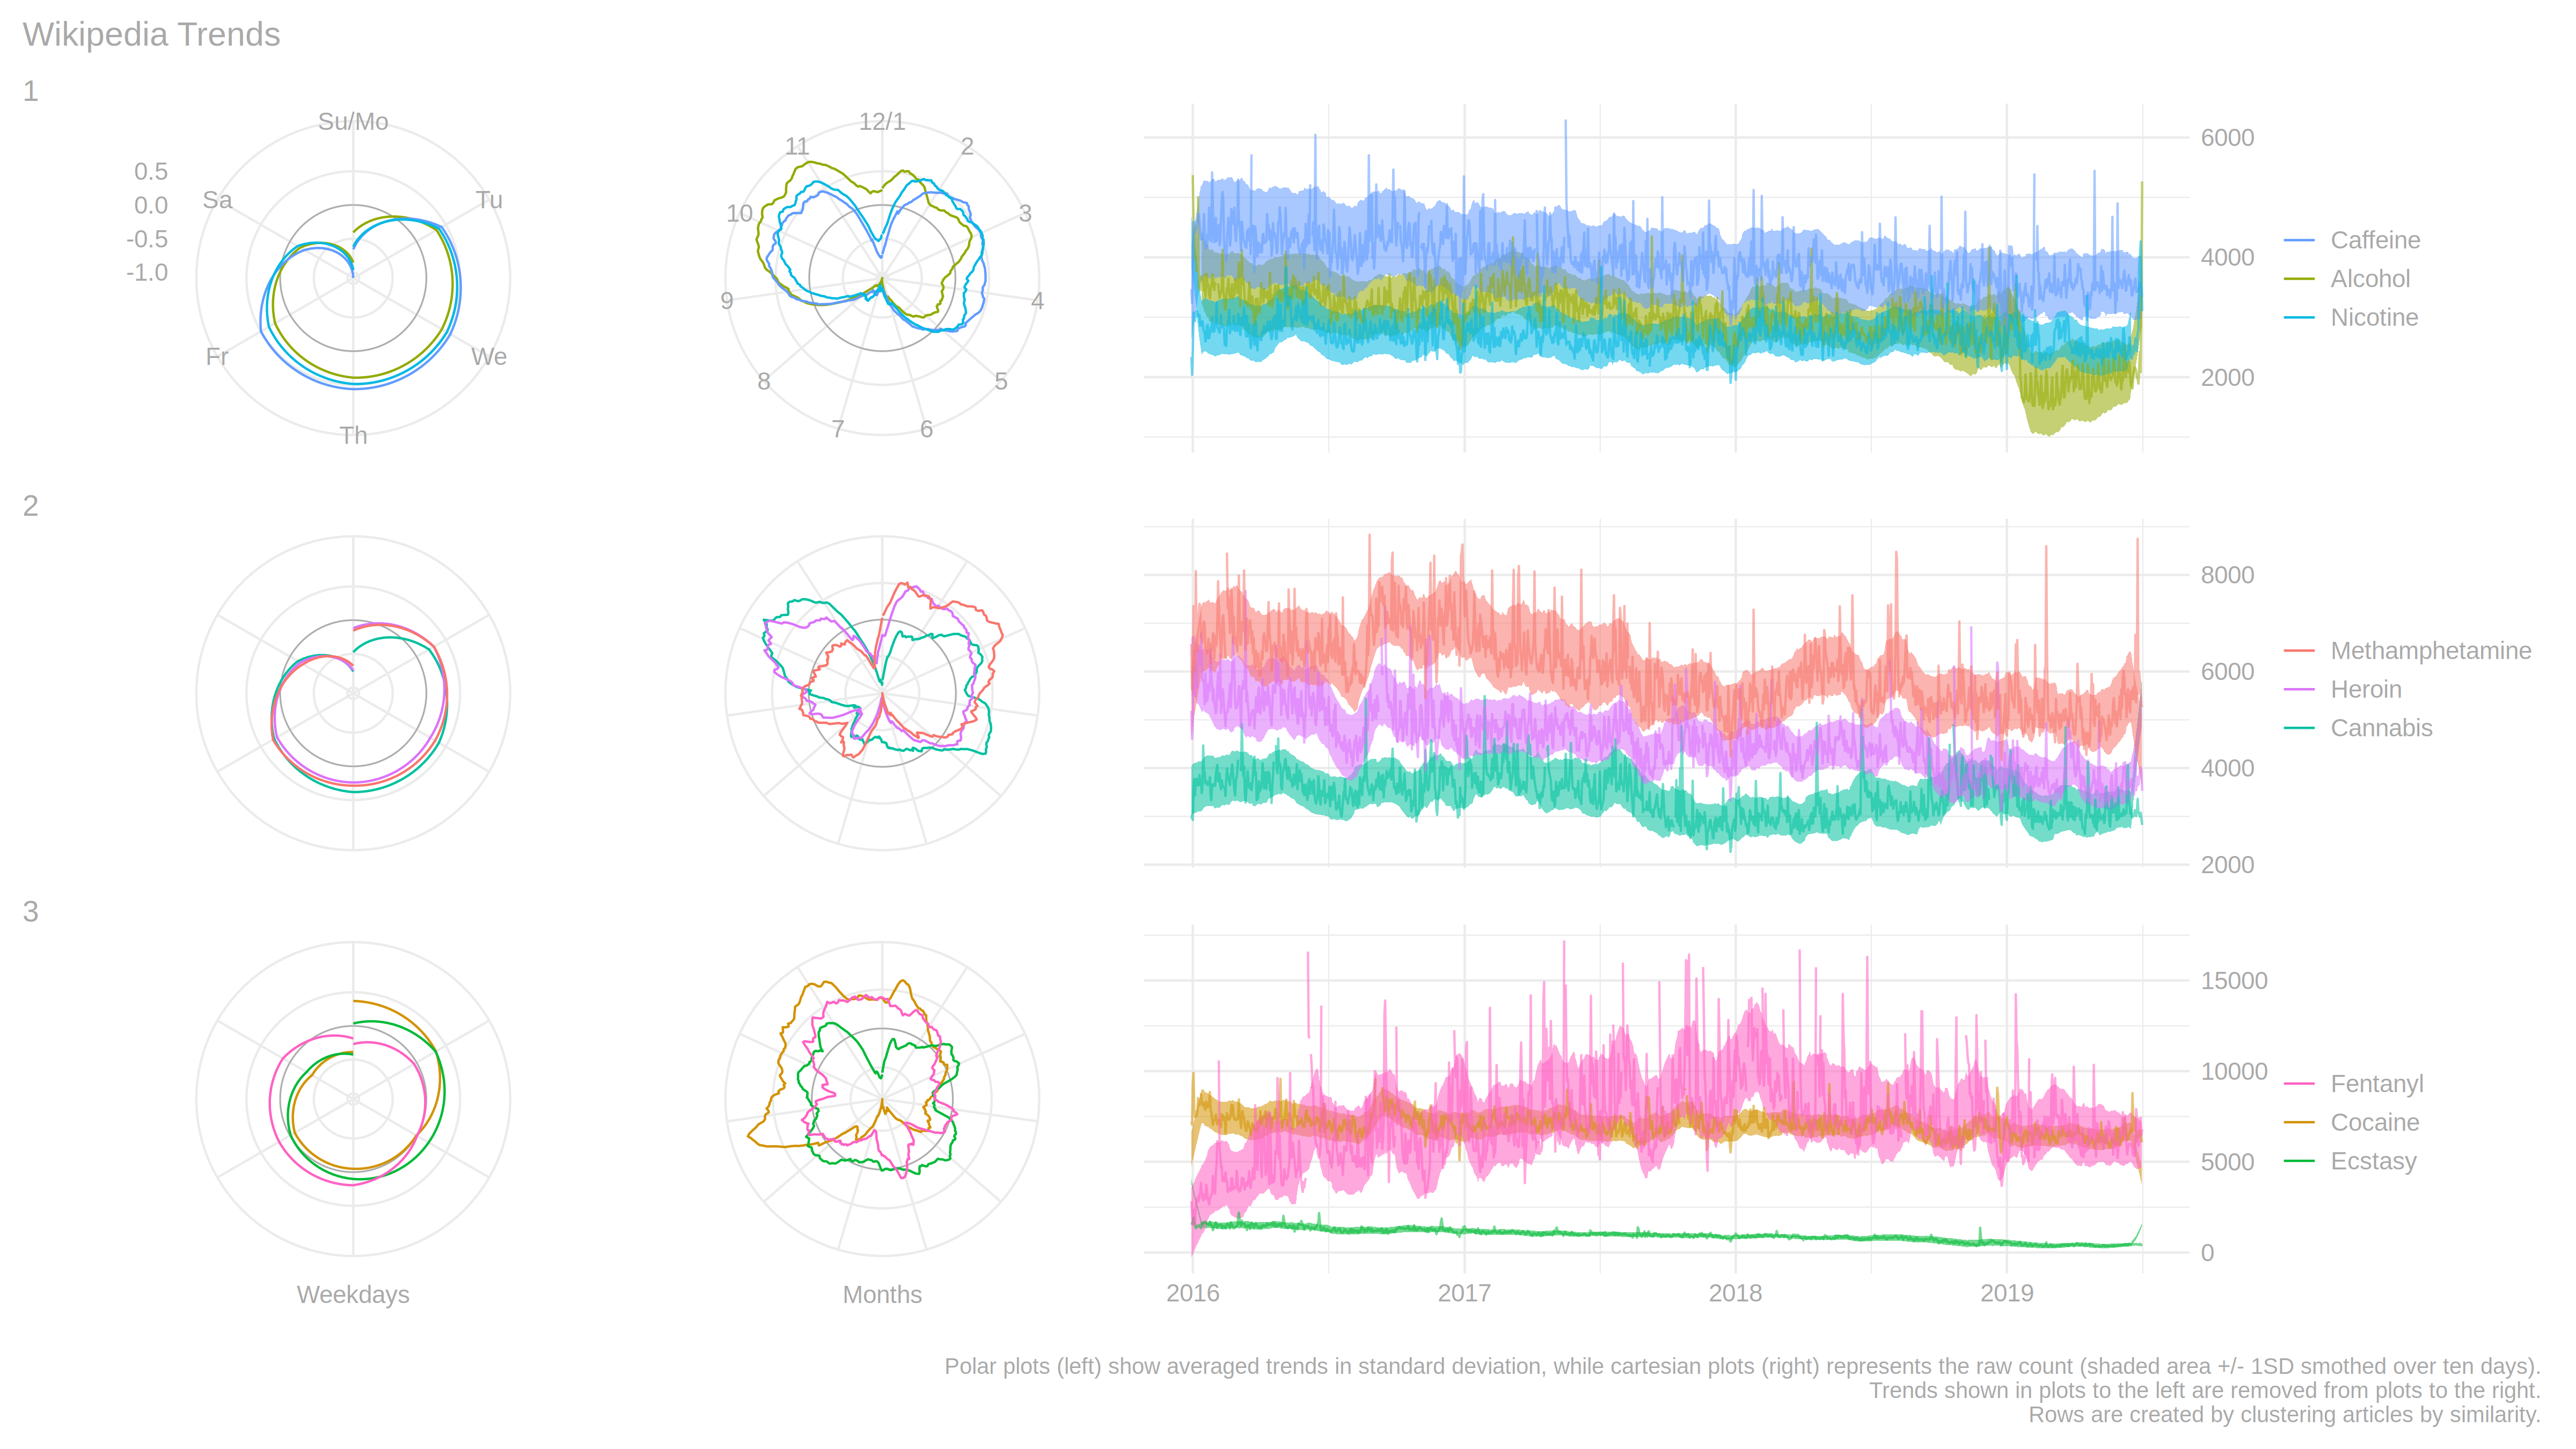 Wikipedia Trends
1
Su/Mo
Tu
We
Th
Fr
Sa
0.5
0.0
-0.5
-1.0
12/1
2
3
4
5
6
7
8
9
10
11
6000
4000
2000
Caffeine
Alcohol
Nicotine
2
8000
6000
4000
2000
Methamphetamine
Heroin
Cannabis
3
15000
10000
5000
0
Fentanyl
Cocaine
Ecstasy
Weekdays
Months
2016
2017
2018
2019
Polar plots (left) show averaged trends in standard deviation, while cartesian plots (right) represents the raw count (shaded area +/- 1SD smothed over ten days).
Trends shown in plots to the left are removed from plots to the right.
Rows are created by clustering articles by similarity.